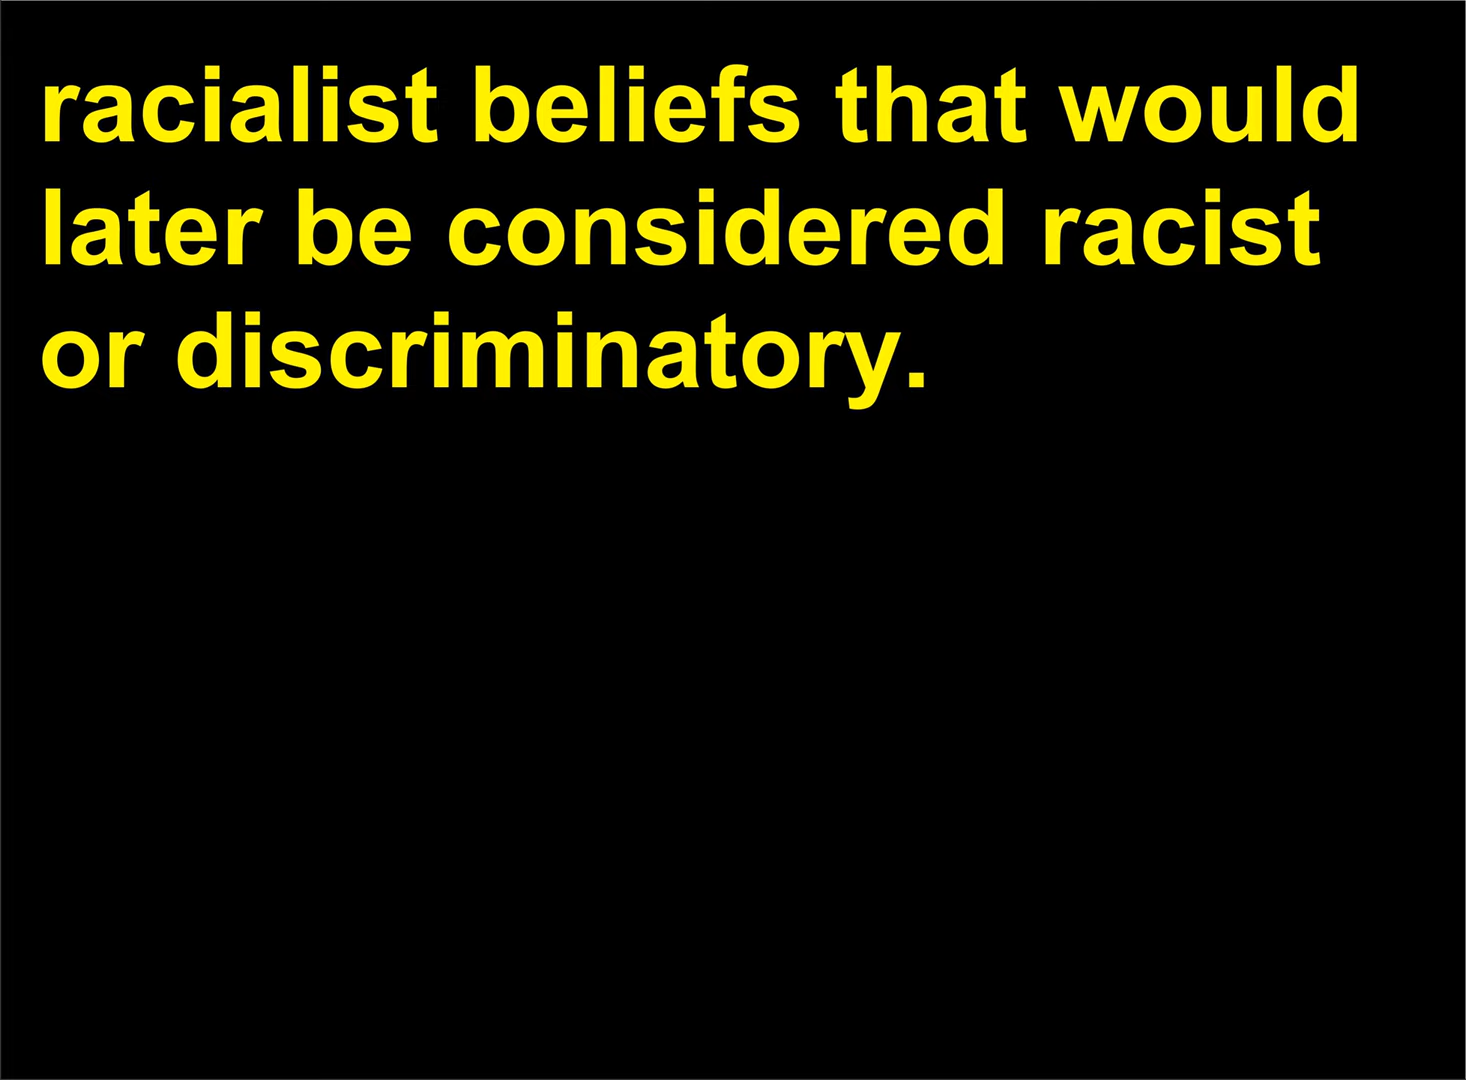 racialist beliefs that would
later be considered racist
or discriminatory.